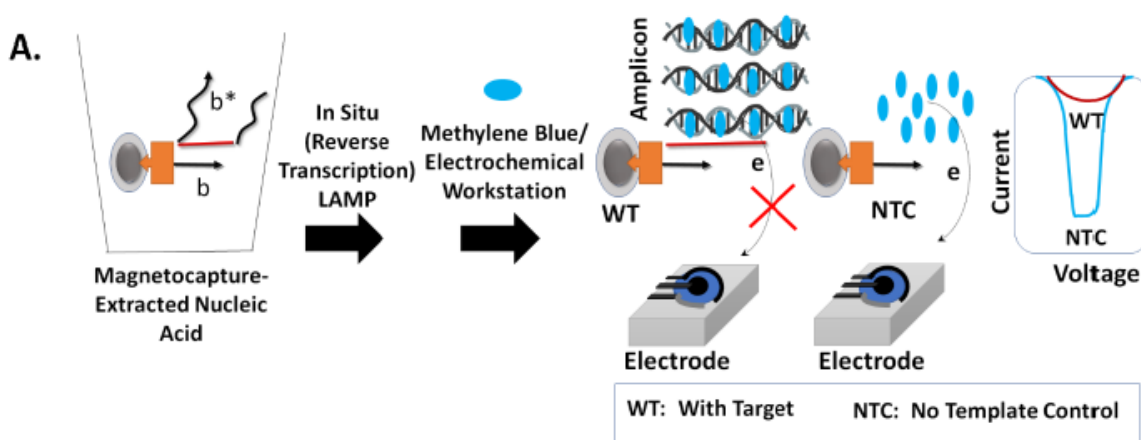 A.
b*
b
Magnetocapture-
Extracted Nucleic
Acid
In Situ
(Reverse
Transcription)
LAMP
Methylene Blue/
Electrochemical
Workstation
Amplicon
WT
e
Electrode
NTC
e
Electrode
Current
WT
NTC
Voltage
WT: With Target
NTC: No Template Control